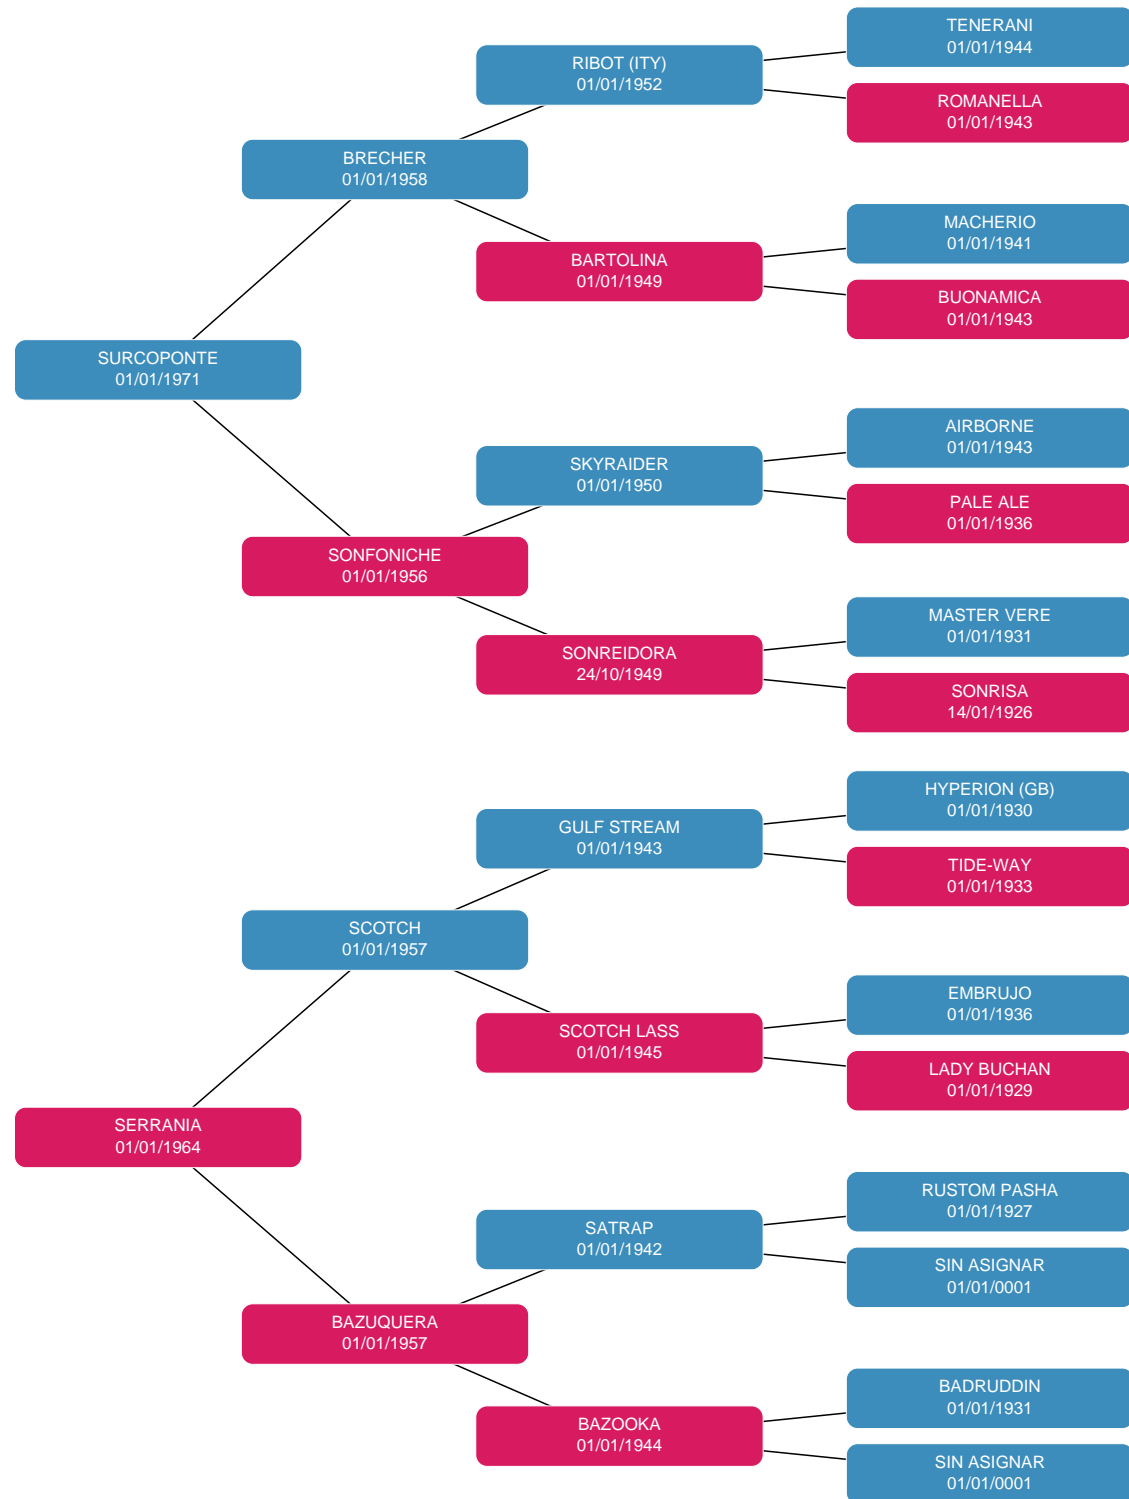 TENERANI
01/01/1944
RIBOT (ITY)
01/01/1952
ROMANELLA
01/01/1943
BRECHER
01/01/1958
MACHERIO
01/01/1941
BARTOLINA
01/01/1949
BUONAMICA
01/01/1943
SURCOPONTE
01/01/1971
AIRBORNE
01/01/1943
SKYRAIDER
01/01/1950
PALE ALE
01/01/1936
SONFONICHE
01/01/1956
MASTER VERE
01/01/1931
SONREIDORA
24/10/1949
SONRISA
14/01/1926
HYPERION (GB)
01/01/1930
GULF STREAM
01/01/1943
TIDE-WAY
01/01/1933
SCOTCH
01/01/1957
EMBRUJO
01/01/1936
SCOTCH LASS
01/01/1945
LADY BUCHAN
01/01/1929
SERRANIA
01/01/1964
RUSTOM PASHA
01/01/1927
SATRAP
01/01/1942
SIN ASIGNAR
01/01/0001
BAZUQUERA
01/01/1957
BADRUDDIN
01/01/1931
BAZOOKA
01/01/1944
SIN ASIGNAR
01/01/0001